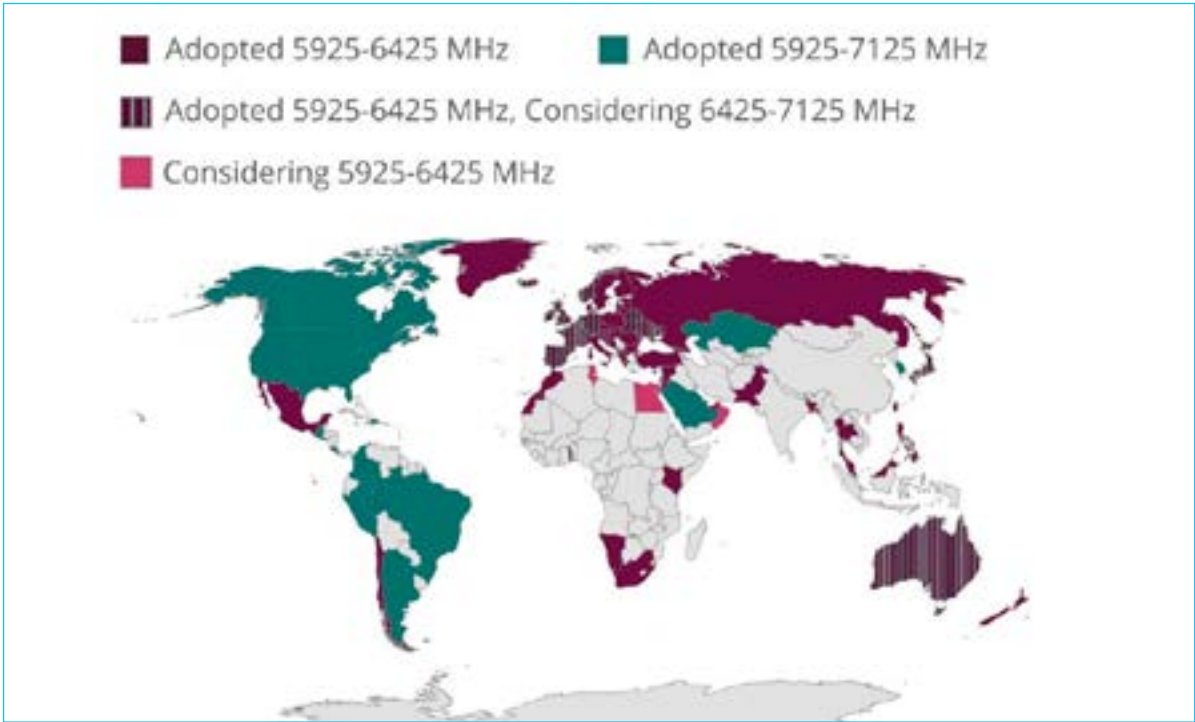 Adopted 5925-6425 MHz
Adopted 5925-7125 MHz
Adopted 5925-6425 MHz, Considering 6425-7125 MHz
Considering 5925-6425 MHz